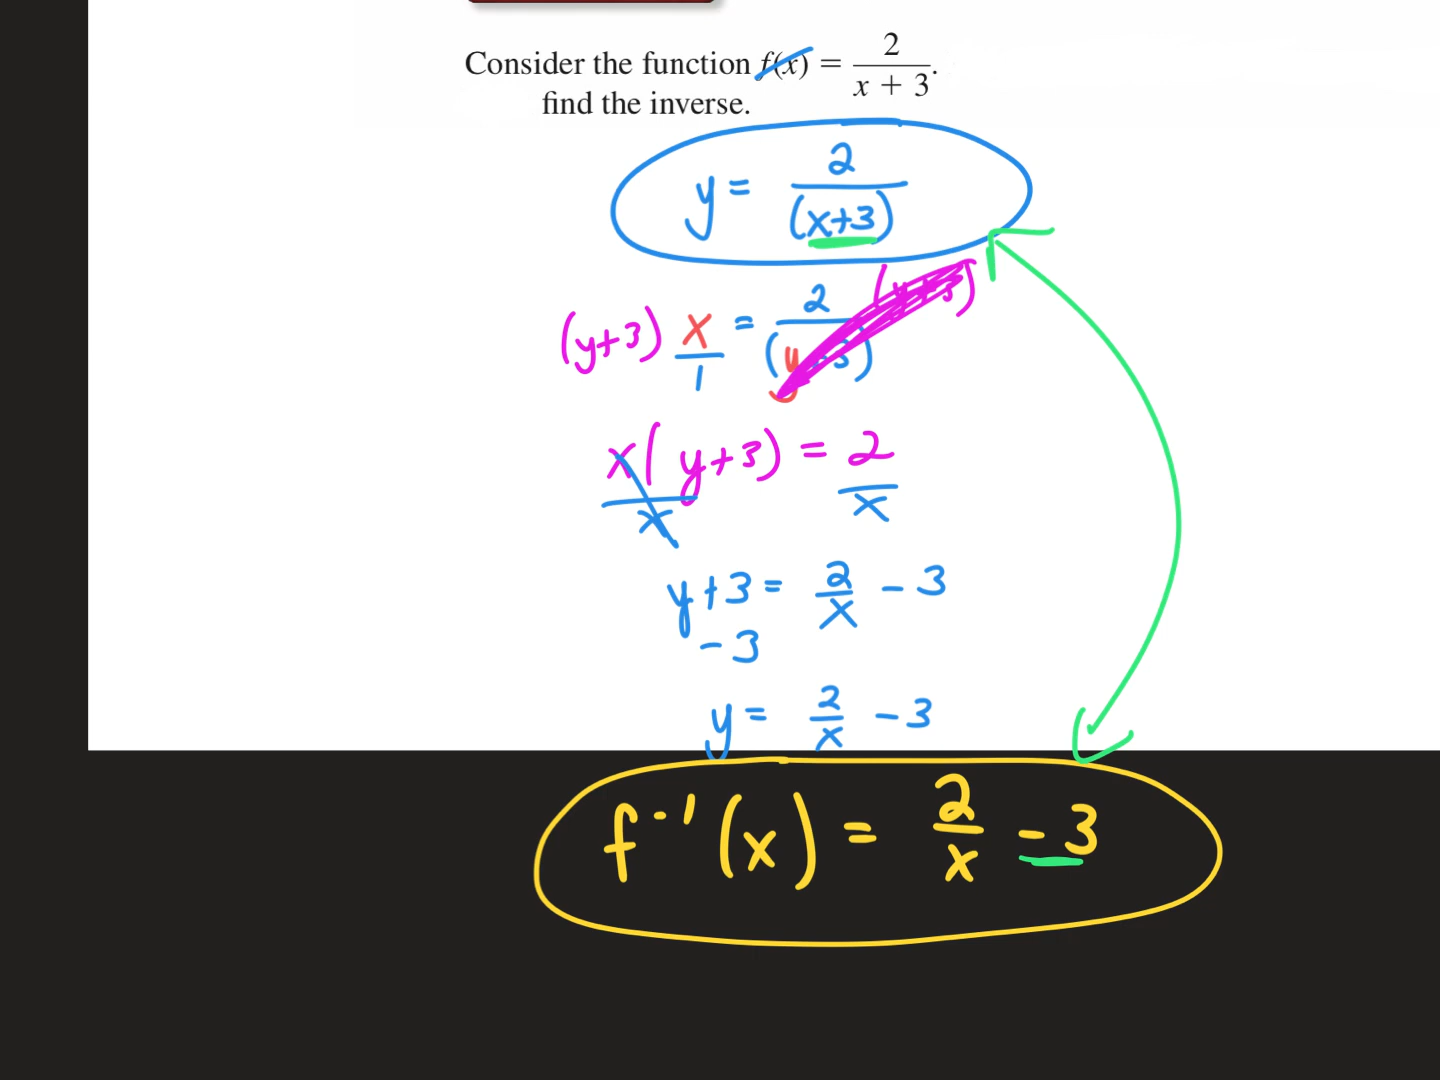 Consider the function f(x) = 2/(x + 3).
find the inverse.
y = 2/(x+3)
(y+3) x/1 = 2/(y+3) (y+3)
x(y+3)/x = 2/x
y+3 = 2/x - 3
-3
y = 2/x - 3
f⁻¹(x) = 2/x - 3